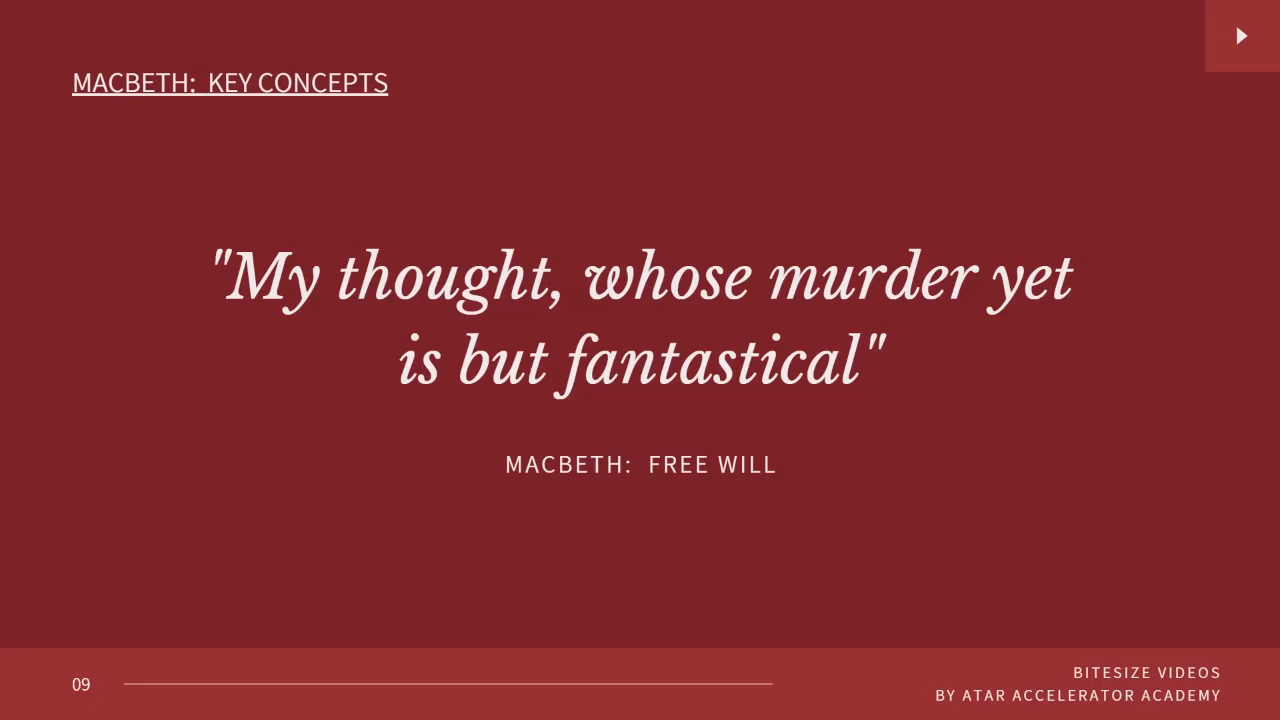 MACBETH: KEY CONCEPTS
"My thought, whose murder yet
is but fantastical"
MACBETH: FREE WILL
09
BITESIZE VIDEOS
BY ATAR ACCELERATOR ACADEMY